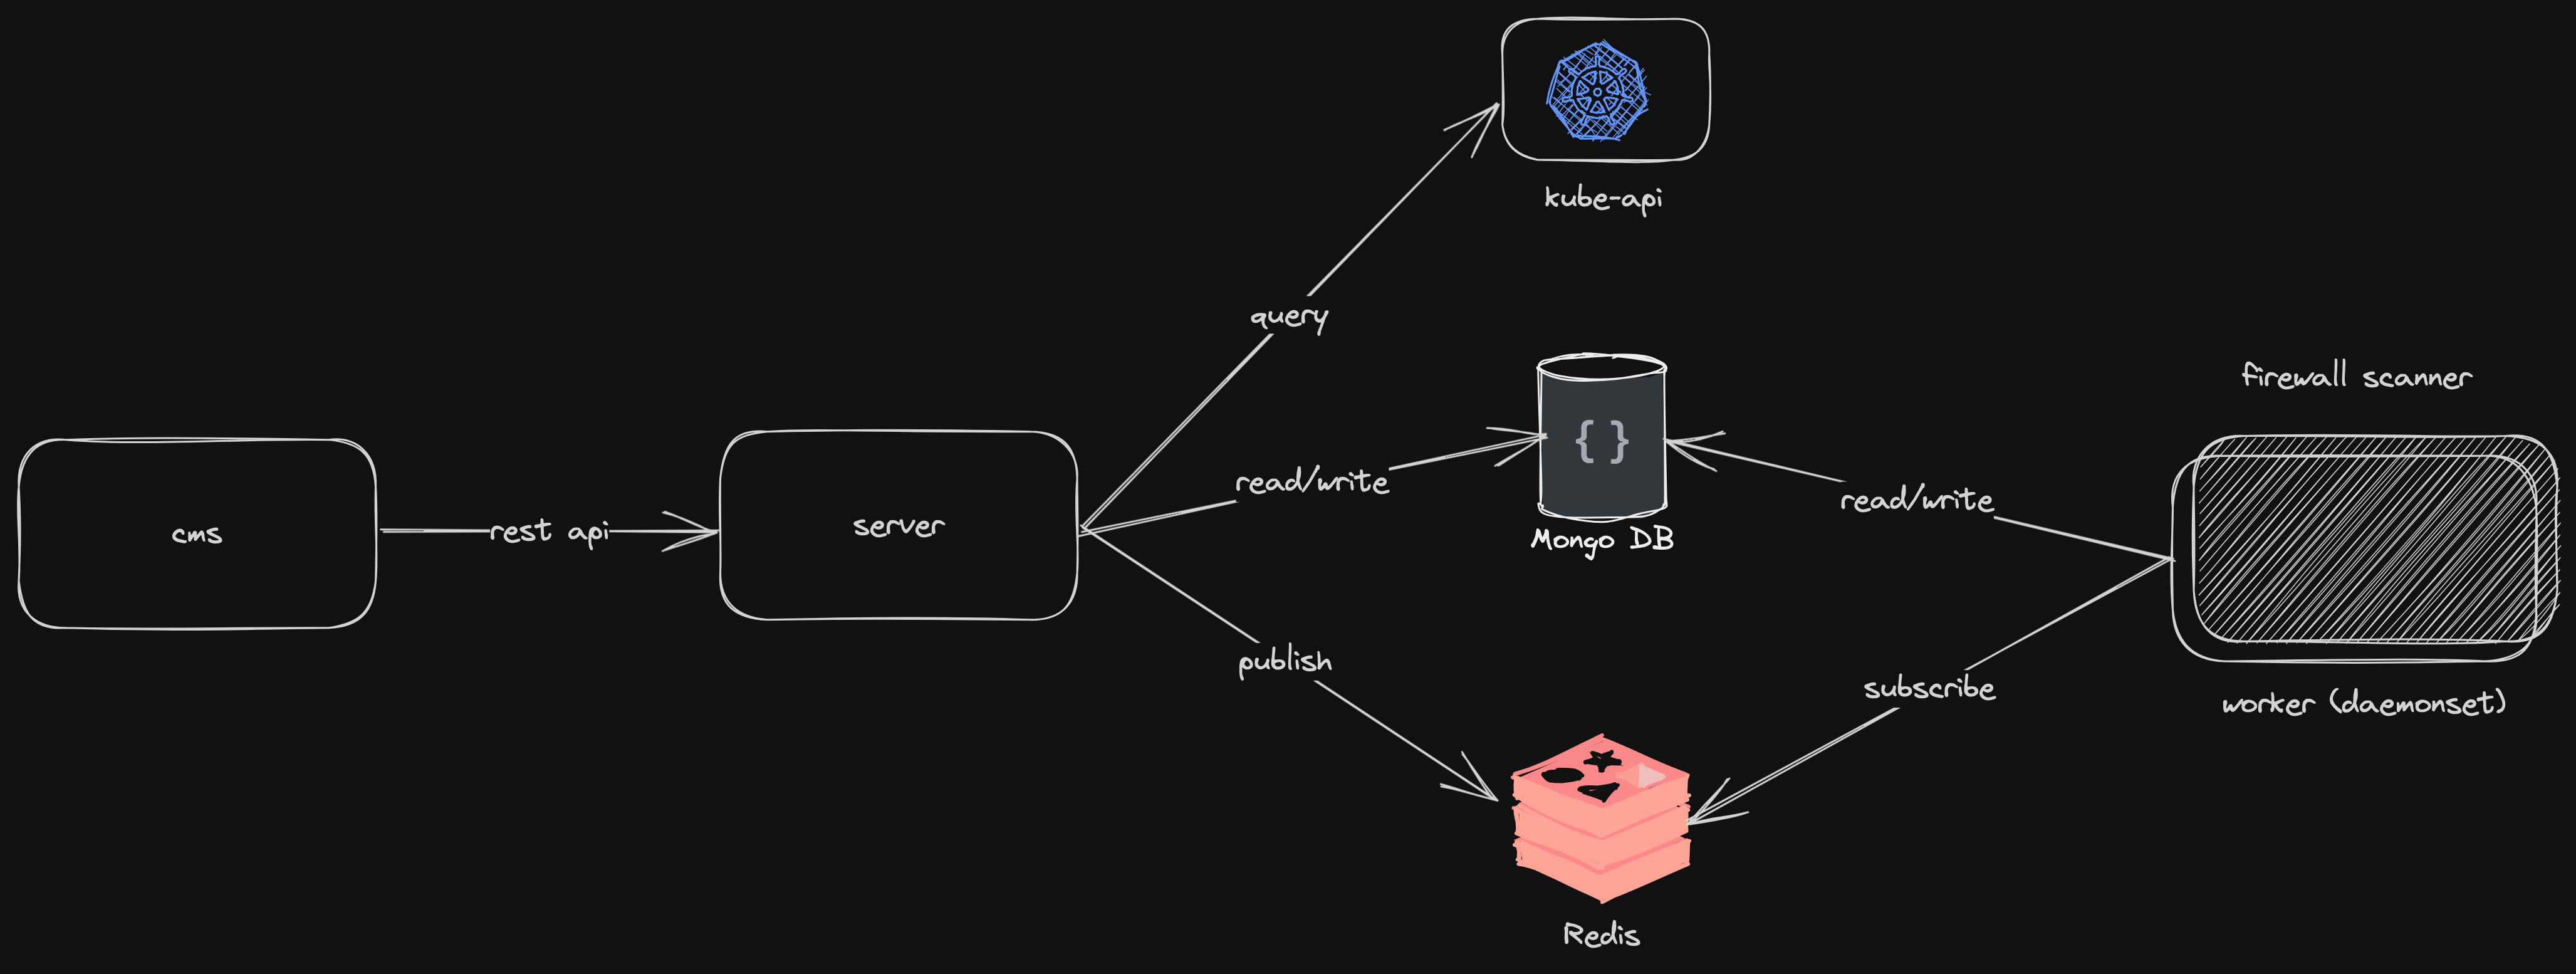 kube-api
query
firewall scanner
{}
read/write
read/write
cms
rest api
server
Mongo DB
publish
subscribe
worker (daemonset)
Redis